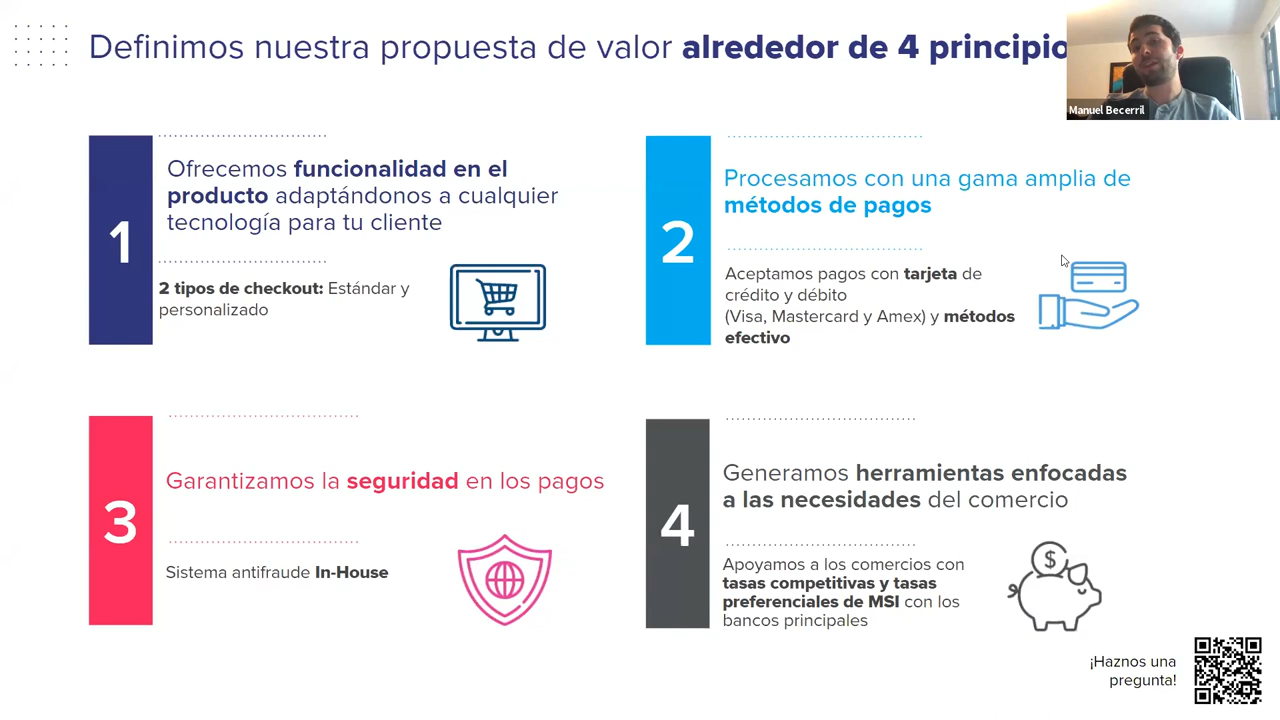 Definimos nuestra propuesta de valor alrededor de 4 principio
Manuel Becerril
1
Ofrecemos funcionalidad en el
producto adaptándonos a cualquier
tecnología para tu cliente
2 tipos de checkout: Estándar y
personalizado
2
Procesamos con una gama amplia de
métodos de pagos
Aceptamos pagos con tarjeta de
crédito y débito
(Visa, Mastercard y Amex) y métodos
efectivo
3
Garantizamos la seguridad en los pagos
Sistema antifraude In-House
4
Generamos herramientas enfocadas
a las necesidades del comercio
Apoyamos a los comercios con
tasas competitivas y tasas
preferenciales de MSI con los
bancos principales
$
¡Haznos una
pregunta!